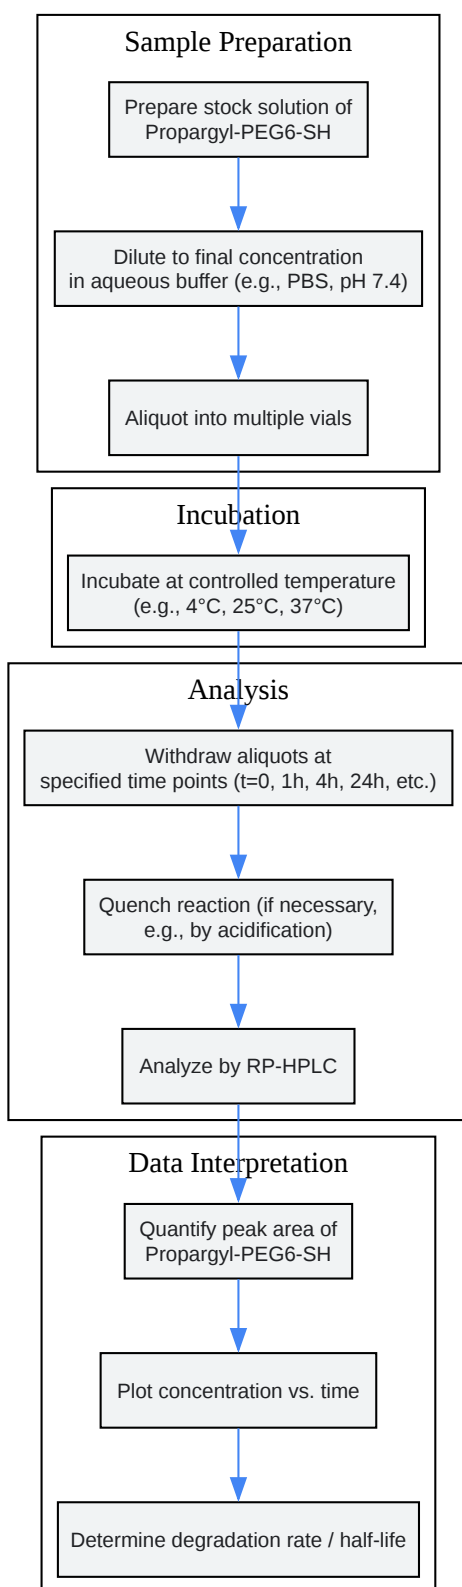 Sample Preparation
Prepare stock solution of
Propargyl-PEG6-SH
Dilute to final concentration
in aqueous buffer (e.g., PBS, pH 7.4)
Aliquot into multiple vials
Incubation
Incubate at controlled temperature
(e.g., 4°C, 25°C, 37°C)
Analysis
Withdraw aliquots at
specified time points (t=0, 1h, 4h, 24h, etc.)
Quench reaction (if necessary,
e.g., by acidification)
Analyze by RP-HPLC
Data Interpretation
Quantify peak area of
Propargyl-PEG6-SH
Plot concentration vs. time
Determine degradation rate / half-life